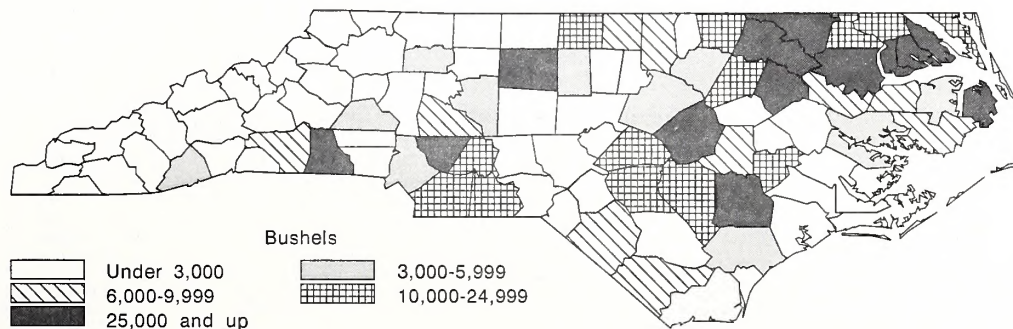 Bushels
Under 3,000
3,000-5,999
6,000-9,999
10,000-24,999
25,000 and up